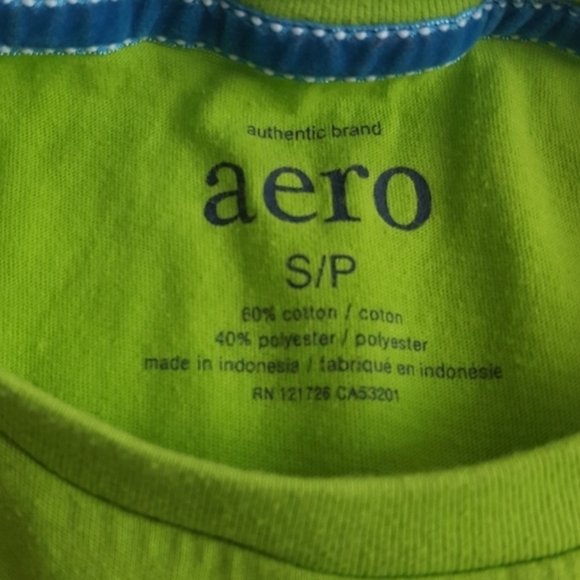 authentic brand
aero
S/P
60% cotton / coton
40% polyester / polyester
made in indonesia / fabriqué en indonésie
RN 121726 CA53201